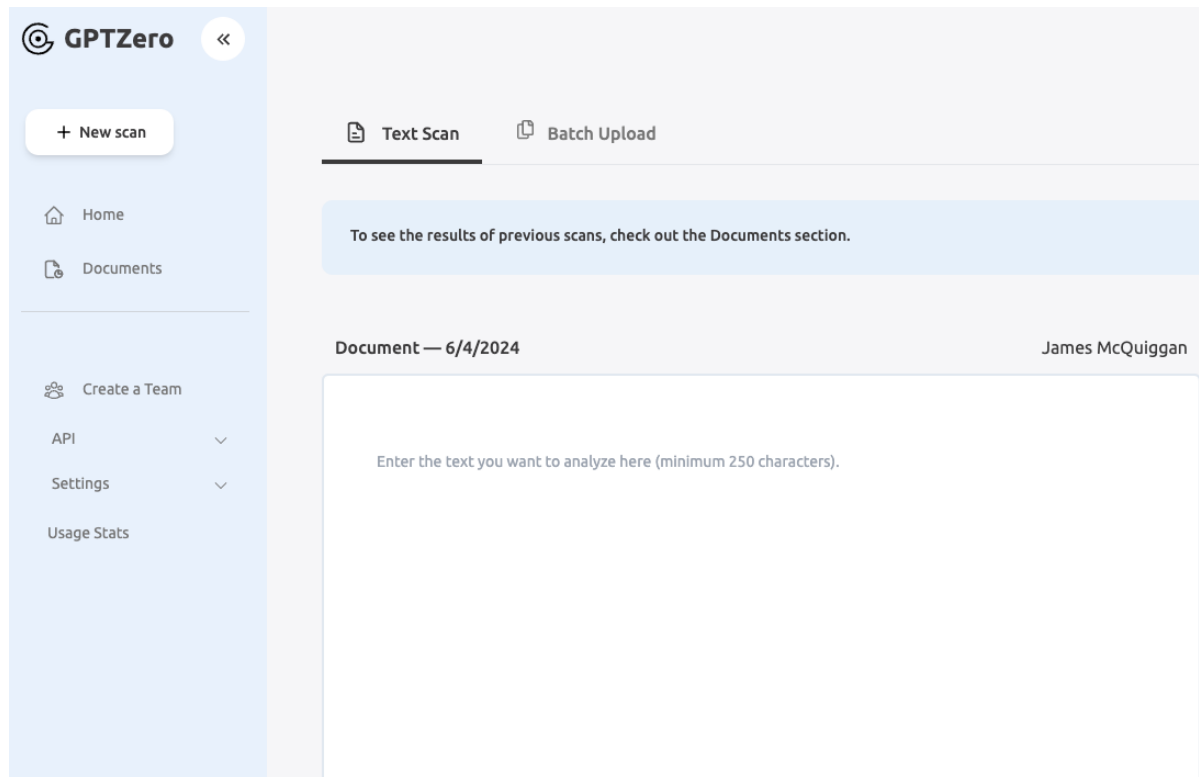 GPTZero
+ New scan
Home
Documents
Create a Team
API
Settings
Usage Stats
Text Scan
Batch Upload
To see the results of previous scans, check out the Documents section.
Document — 6/4/2024
James McQuiggan
Enter the text you want to analyze here (minimum 250 characters).